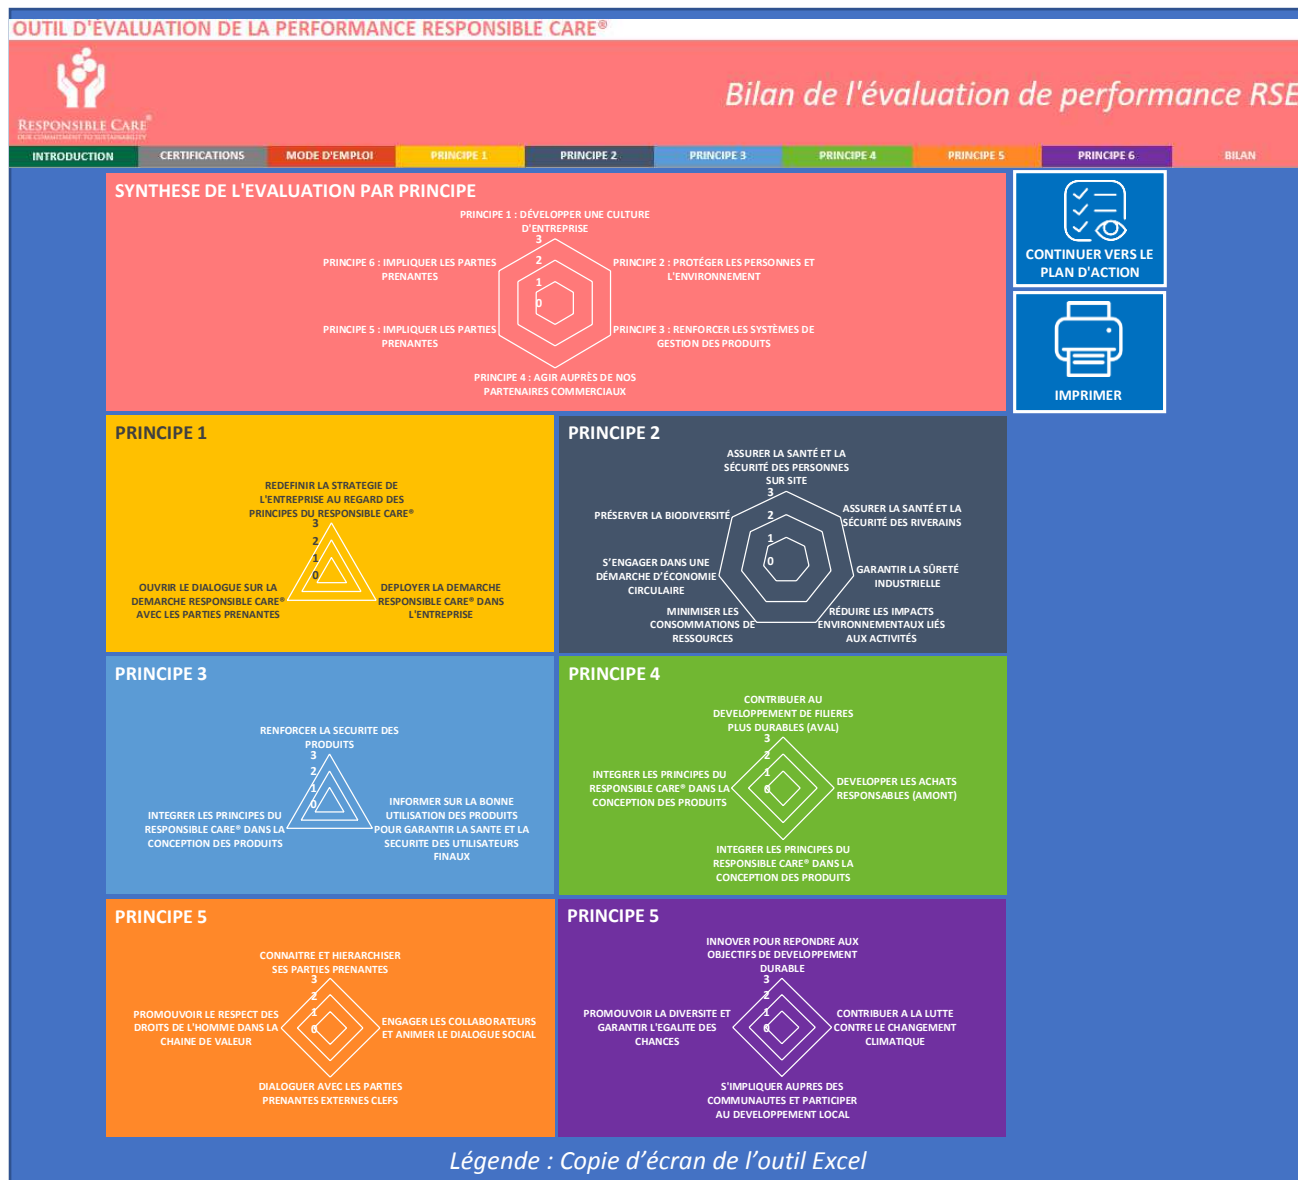 OUTIL D'ÉVALUATION DE LA PERFORMANCE RESPONSIBLE CARE®
RESPONSIBLE CARE®
OUR COMMITMENT TO SUSTAINABILITY
Bilan de l'évaluation de performance RSE
INTRODUCTION
CERTIFICATIONS
MODE D'EMPLOI
PRINCIPE 1
PRINCIPE 2
PRINCIPE 3
PRINCIPE 4
PRINCIPE 5
PRINCIPE 6
BILAN
SYNTHESE DE L'EVALUATION PAR PRINCIPE
PRINCIPE 1 : DÉVELOPPER UNE CULTURE
D'ENTREPRISE
3
2
1
0
PRINCIPE 6 : IMPLIQUER LES PARTIES
PRENANTES
PRINCIPE 2 : PROTÉGER LES PERSONNES ET
L'ENVIRONNEMENT
PRINCIPE 5 : IMPLIQUER LES PARTIES
PRENANTES
PRINCIPE 3 : RENFORCER LES SYSTÈMES DE
GESTION DES PRODUITS
PRINCIPE 4 : AGIR AUPRÈS DE NOS
PARTENAIRES COMMERCIAUX
CONTINUER VERS LE
PLAN D'ACTION
IMPRIMER
PRINCIPE 1
REDEFINIR LA STRATEGIE DE
L'ENTREPRISE AU REGARD DES
PRINCIPES DU RESPONSIBLE CARE®
3
2
1
0
OUVRIR LE DIALOGUE SUR LA
DEMARCHE RESPONSIBLE CARE®
AVEC LES PARTIES PRENANTES
DEPLOYER LA DEMARCHE
RESPONSIBLE CARE® DANS
L'ENTREPRISE
PRINCIPE 2
ASSURER LA SANTÉ ET LA
SÉCURITÉ DES PERSONNES
SUR SITE
3
2
1
0
PRÉSERVER LA BIODIVERSITÉ
ASSURER LA SANTÉ ET LA
SÉCURITÉ DES RIVERAINS
S'ENGAGER DANS UNE
DÉMARCHE D'ÉCONOMIE
CIRCULAIRE
GARANTIR LA SÛRETÉ
INDUSTRIELLE
MINIMISER LES
CONSOMMATIONS DE
RESSOURCES
RÉDUIRE LES IMPACTS
ENVIRONNEMENTAUX LIÉS
AUX ACTIVITÉS
PRINCIPE 3
RENFORCER LA SECURITE DES
PRODUITS
3
2
1
0
INTEGRER LES PRINCIPES DU
RESPONSIBLE CARE® DANS LA
CONCEPTION DES PRODUITS
INFORMER SUR LA BONNE
UTILISATION DES PRODUITS
POUR GARANTIR LA SANTE ET LA
SECURITE DES UTILISATEURS
FINAUX
PRINCIPE 4
CONTRIBUER AU
DEVELOPPEMENT DE FILIERES
PLUS DURABLES (AVAL)
3
2
1
0
INTEGRER LES PRINCIPES DU
RESPONSIBLE CARE® DANS LA
CONCEPTION DES PRODUITS
DEVELOPPER LES ACHATS
RESPONSABLES (AMONT)
INTEGRER LES PRINCIPES DU
RESPONSIBLE CARE® DANS LA
CONCEPTION DES PRODUITS
PRINCIPE 5
CONNAITRE ET HIERARCHISER
SES PARTIES PRENANTES
3
2
1
0
PROMOUVOIR LE RESPECT DES
DROITS DE L'HOMME DANS LA
CHAINE DE VALEUR
ENGAGER LES COLLABORATEURS
ET ANIMER LE DIALOGUE SOCIAL
DIALOGUER AVEC LES PARTIES
PRENANTES EXTERNES CLEFS
PRINCIPE 5
INNOVER POUR REPONDRE AUX
OBJECTIFS DE DEVELOPPEMENT
DURABLE
3
2
1
0
PROMOUVOIR LA DIVERSITE ET
GARANTIR L'EGALITE DES
CHANCES
CONTRIBUER A LA LUTTE
CONTRE LE CHANGEMENT
CLIMATIQUE
S'IMPLIQUER AUPRES DES
COMMUNAUTES ET PARTICIPER
AU DEVELOPPEMENT LOCAL
Légende : Copie d'écran de l'outil Excel